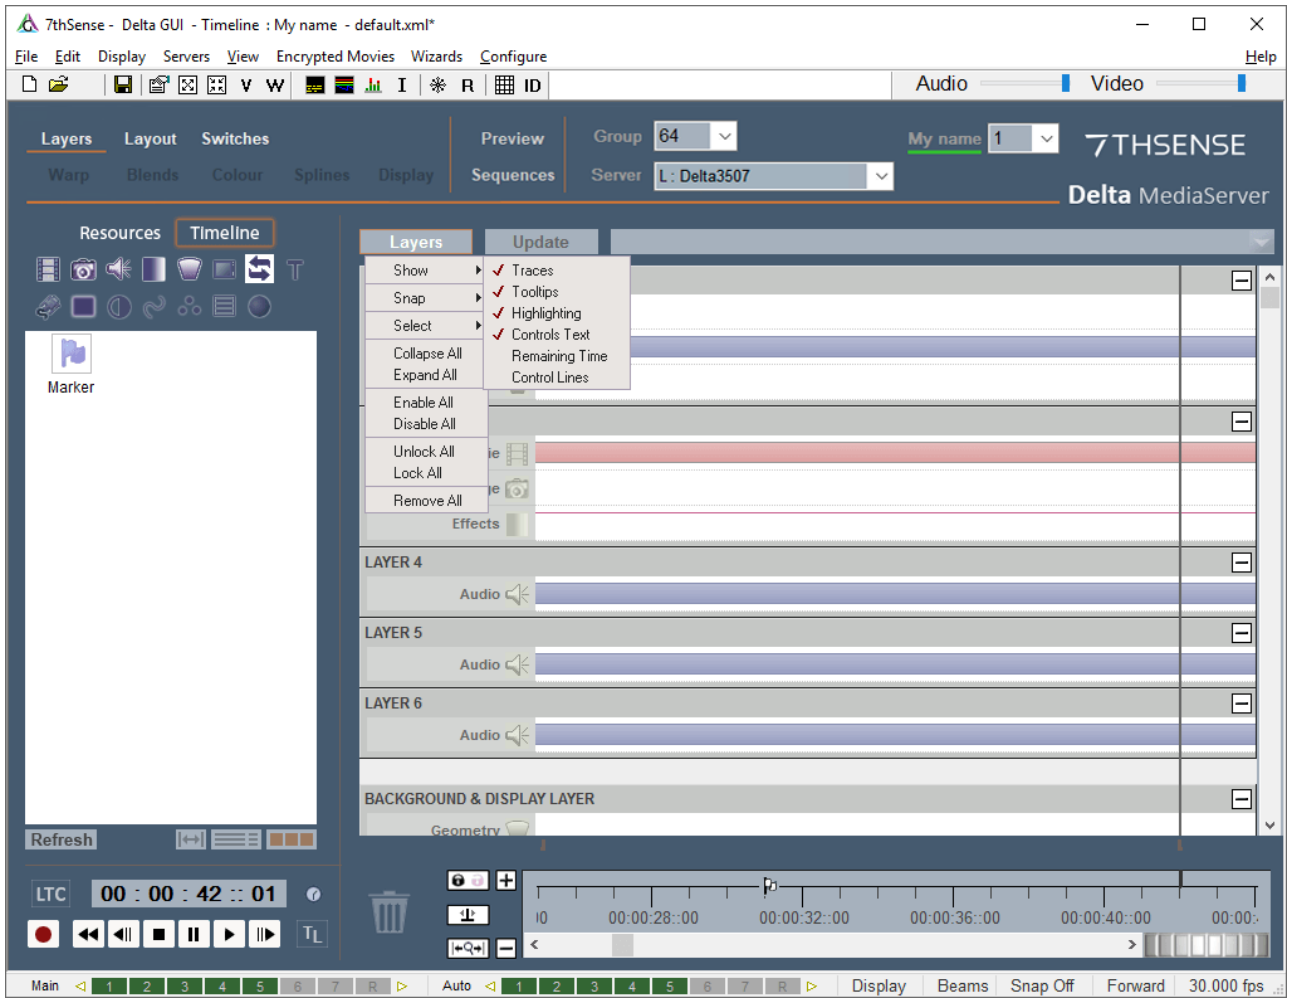 7thSense - Delta GUI - Timeline : My name - default.xml*
File Edit Display Servers View Encrypted Movies Wizards Configure Help
V W I R ID Audio Video
Layers Layout Switches Preview Group 64 My name 1 7THSENSE
Warp Blends Colour Splines Display Sequences Server L : Delta3507 Delta MediaServer
Resources Timeline
Layers Update
T
Show
Snap
Select
Collapse All
Expand All
Enable All
Disable All
Unlock All
Lock All
Remove All
Traces
Tooltips
Highlighting
Controls Text
Remaining Time
Control Lines
Marker
ie
ge
Effects
LAYER 4
Audio
LAYER 5
Audio
LAYER 6
Audio
BACKGROUND & DISPLAY LAYER
Geometry
Refresh
LTC 00 : 00 : 42 :: 01
TL
00:00:28::00 00:00:32::00 00:00:36::00 00:00:40::00 00:00:
Main 1 2 3 4 5 6 7 R Auto 1 2 3 4 5 6 7 R Display Beams Snap Off Forward 30.000 fps